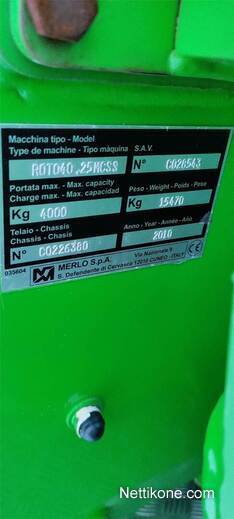 Macchina tipo - Model
Type de machine - Tipo máquina S.A.V.
ROTO40.25MCSS N° C026543
Portata max. - Max. capacity Peso - Weight - Poids - Peso
Charge max. - Max. capacidad
Kg 4000 Kg 15470
Telaio - Chassis Anno - Year - Année - Año
Chassis - Chasis
N° C0226380 2010
035604 MERLO S.p.A. Via Nazionale 9
S. Defendente di Cervasca 12010 CUNEO - (ITALY) CE
Nettikone.com